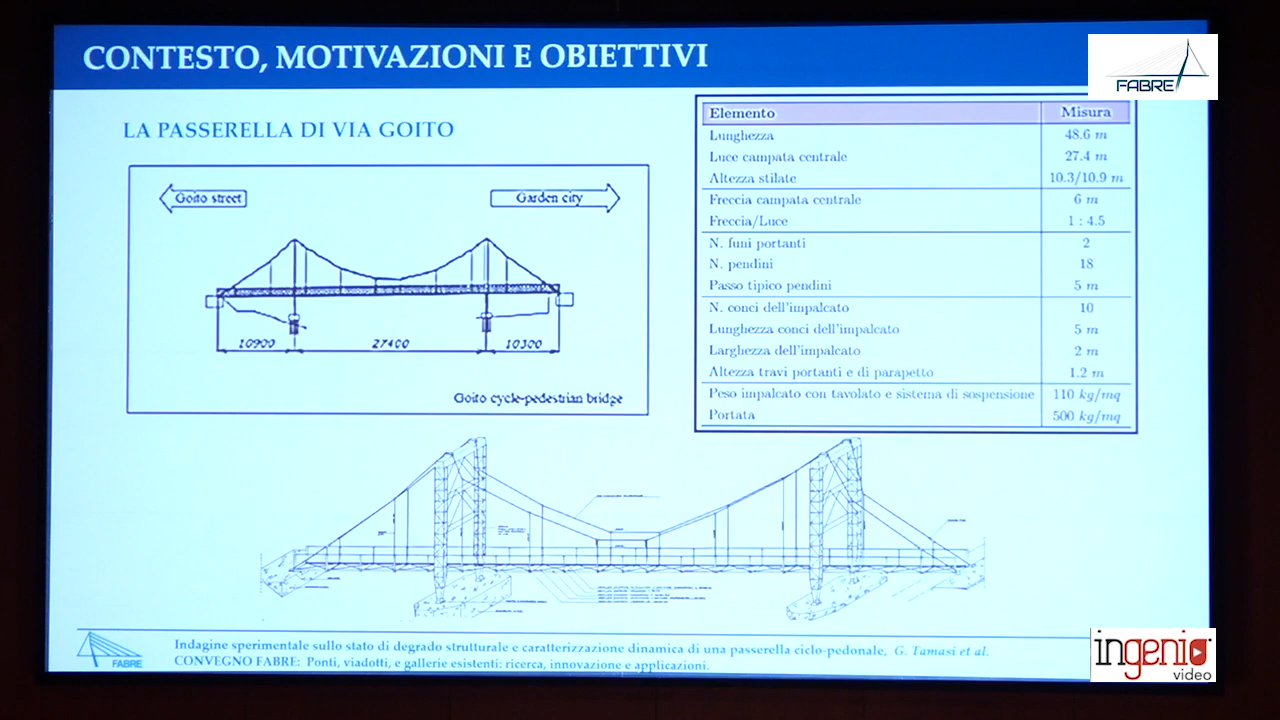 CONTESTO, MOTIVAZIONI E OBIETTIVI
FABRE
LA PASSERELLA DI VIA GOITO
Goito street
Garden city
10900
27400
10300
Goito cycle-pedestrian bridge
Elemento Misura
Lunghezza 48.6 m
Luce campata centrale 27.4 m
Altezza stilate 10.3/10.9 m
Freccia campata centrale 6 m
Freccia/Luce 1 : 4.5
N. funi portanti 2
N. pendini 18
Passo tipico pendini 5 m
N. conci dell'impalcato 10
Lunghezza conci dell'impalcato 5 m
Larghezza dell'impalcato 2 m
Altezza travi portanti e di parapetto 1.2 m
Peso impalcato con tavolato e sistema di sospensione 110 kg/mq
Portata 500 kg/mq
FABRE
Indagine sperimentale sullo stato di degrado strutturale e caratterizzazione dinamica di una passerella ciclo-pedonale, G. Tamasi et al.
CONVEGNO FABRE: Ponti, viadotti, e gallerie esistenti: ricerca, innovazione e applicazioni.
ingenio
video